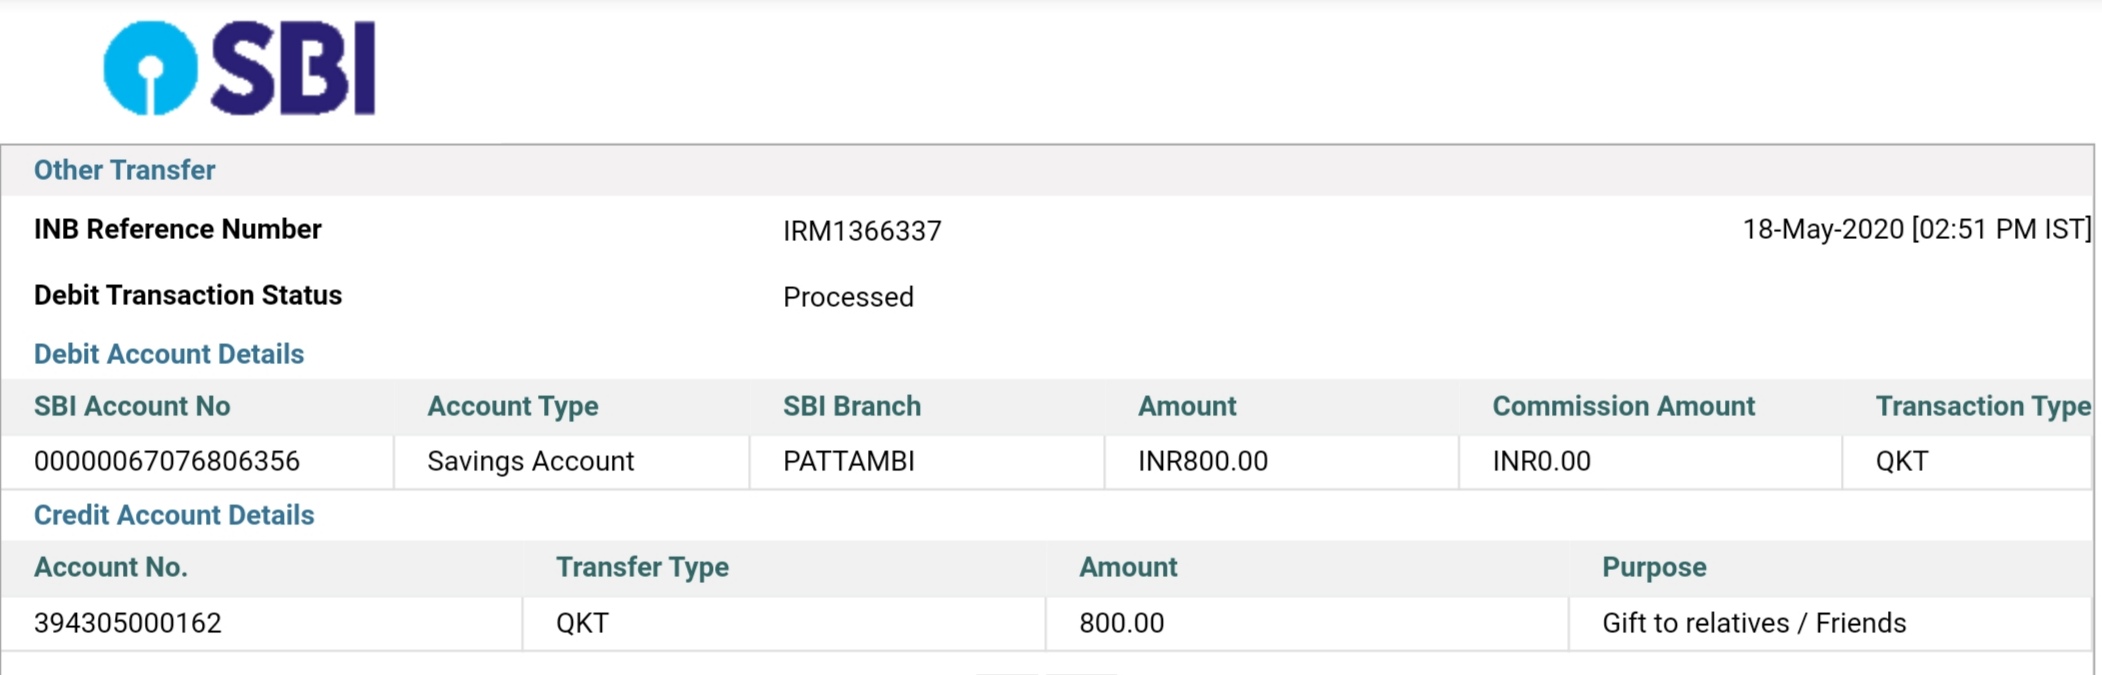 SBI
Other Transfer
INB Reference Number IRM1366337 18-May-2020 [02:51 PM IST]
Debit Transaction Status Processed
Debit Account Details
SBI Account No Account Type SBI Branch Amount Commission Amount Transaction Type
00000067076806356 Savings Account PATTAMBI INR800.00 INR0.00 QKT
Credit Account Details
Account No. Transfer Type Amount Purpose
394305000162 QKT 800.00 Gift to relatives / Friends